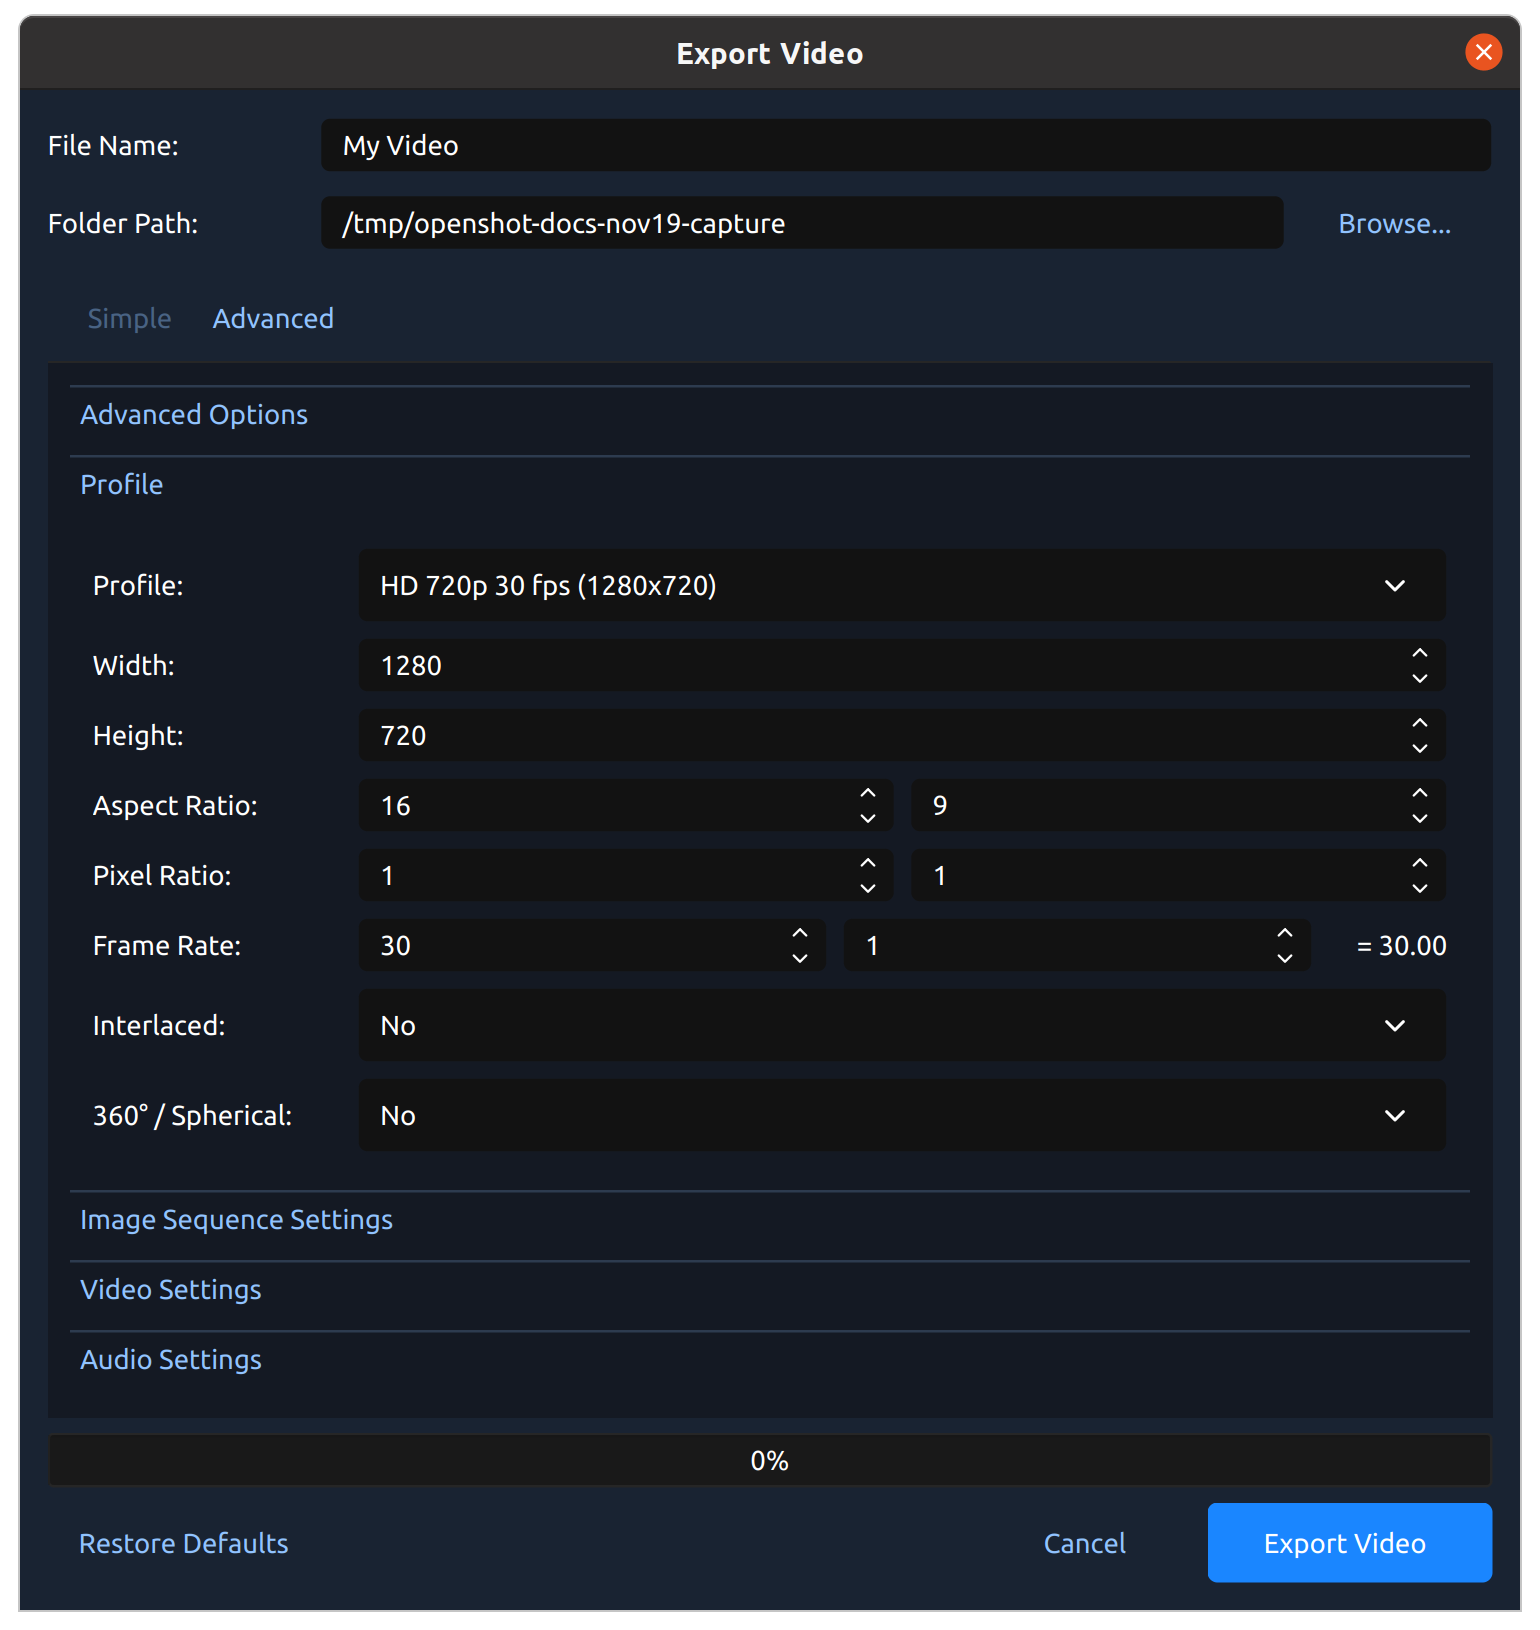 Export Video
File Name: My Video
Folder Path: /tmp/openshot-docs-nov19-capture Browse...
Simple Advanced
Advanced Options
Profile
Profile: HD 720p 30 fps (1280x720)
Width: 1280
Height: 720
Aspect Ratio: 16 9
Pixel Ratio: 1 1
Frame Rate: 30 1 = 30.00
Interlaced: No
360° / Spherical: No
Image Sequence Settings
Video Settings
Audio Settings
0%
Restore Defaults Cancel Export Video